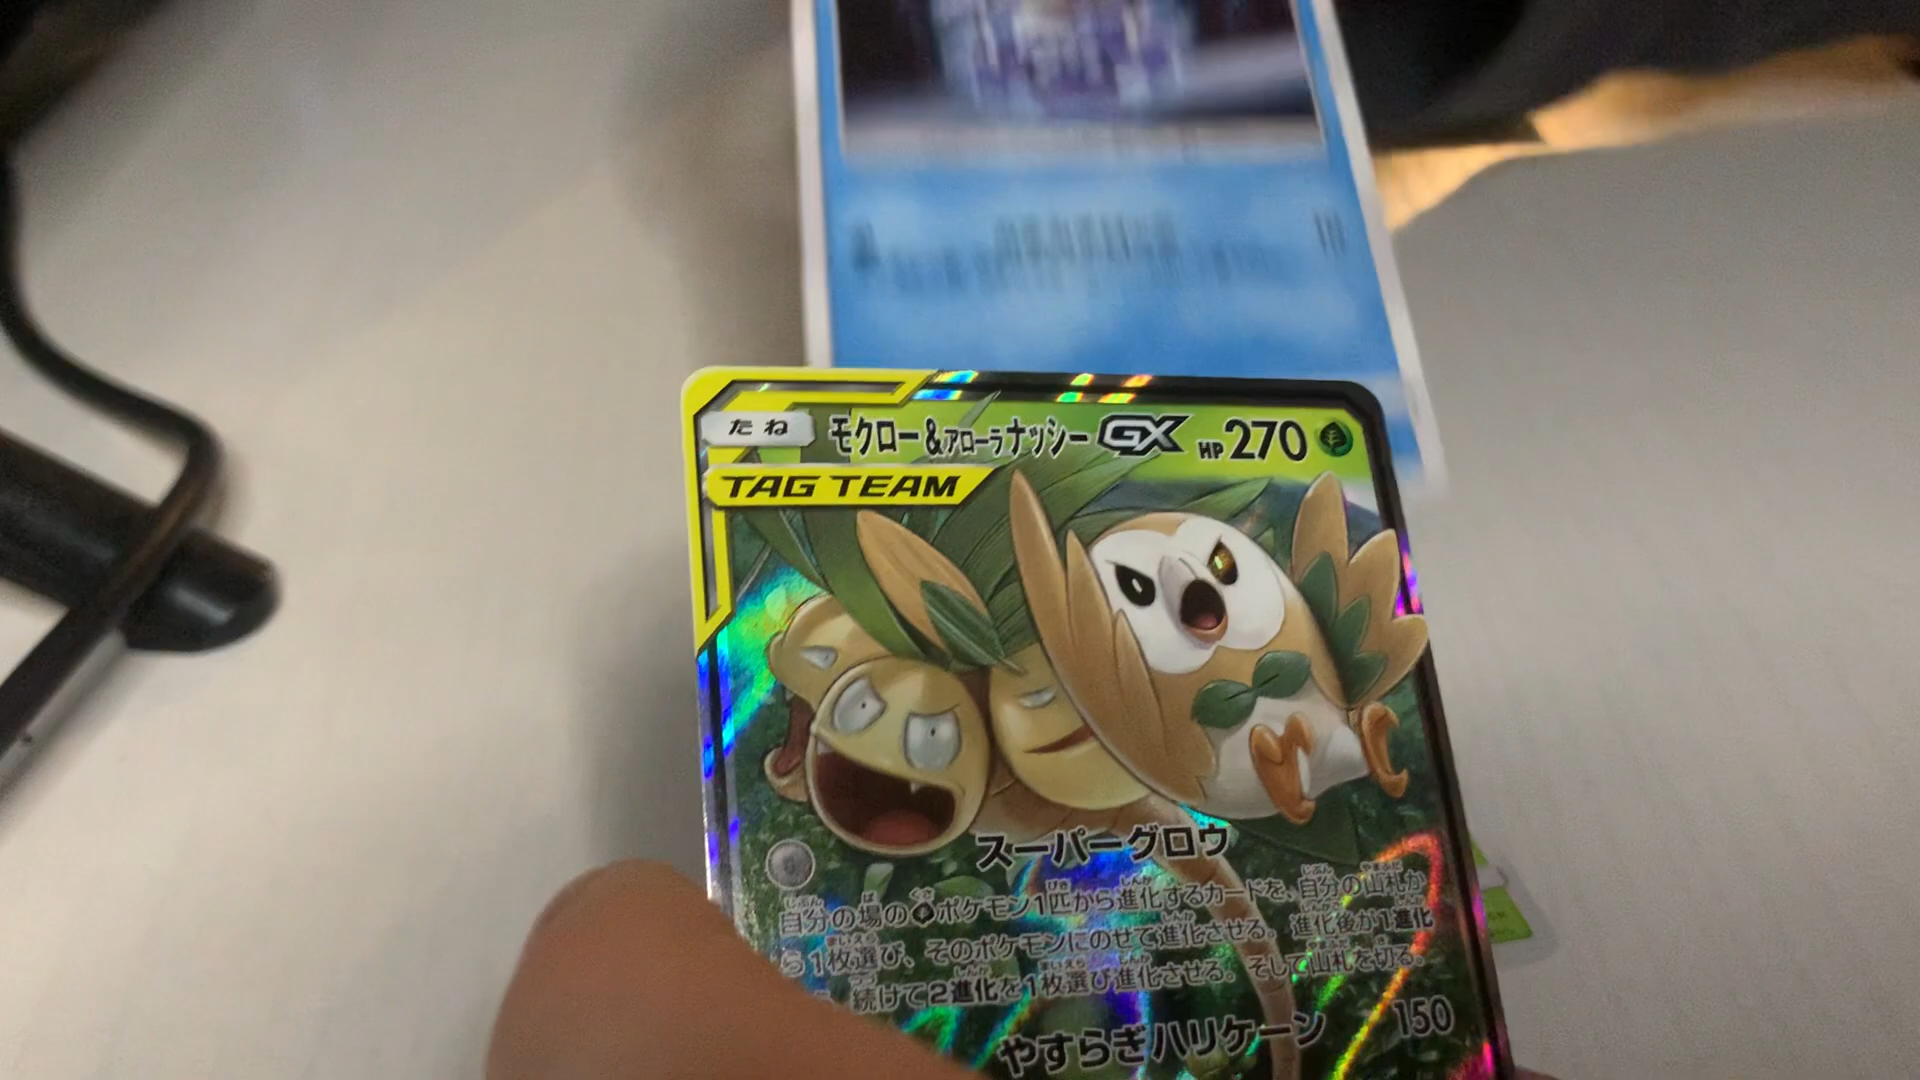 たね モクロー&アローラナッシーGX HP270
TAG TEAM
スーパーグロウ
自分の場のポケモン1匹から進化するカードを、自分の山札か
ら1枚選び、そのポケモンにのせて進化させる。進化後が1進化
続けて2進化を1枚選び進化させる。そして山札を切る。
やすらぎハリケーン 150